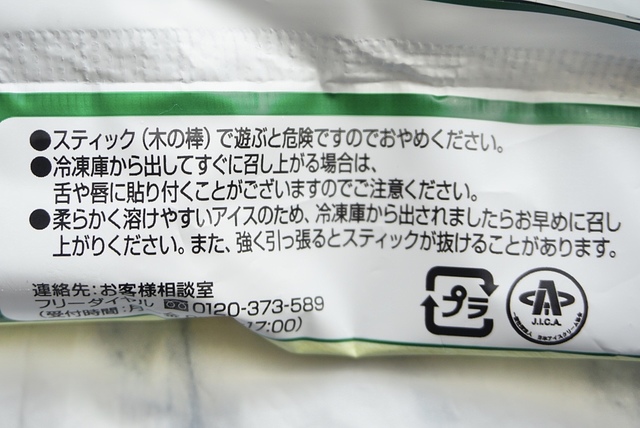 ●スティック(木の棒)で遊ぶと危険ですのでおやめください。
●冷凍庫から出してすぐに召し上がる場合は、
舌や唇に貼り付くことがございますのでご注意ください。
●柔らかく溶けやすいアイスのため、冷凍庫から出されましたらお早めに召し
上がりください。また、強く引っ張るとスティックが抜けることがあります。
連絡先:お客様相談室
フリーダイヤル 0120-373-589
(受付時間:月 17:00)
プラ
J.I.C.A.